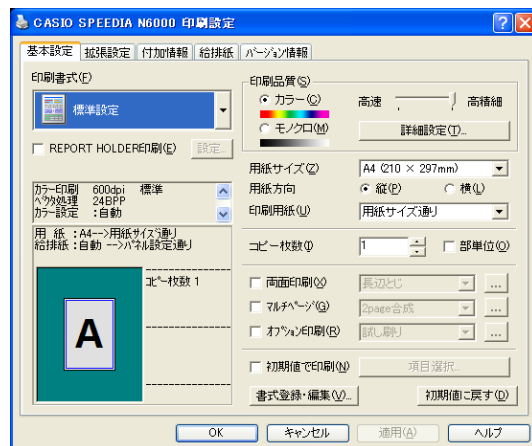 CASIO SPEEDIA N6000 印刷設定
基本設定 拡張設定 付加情報 給排紙 バージョン情報
印刷書式(F)
標準設定
REPORT HOLDER印刷(E) 設定...
カラー印刷 600dpi 標準
ベクタ処理 24BPP
カラー設定 :自動
用 紙 :A4-->用紙サイズ通り
給排紙:自動 -->パネル設定通り
コピー枚数 1
A
印刷品質(S)
カラー(C) 高速 高精細
モノクロ(M) 詳細設定(T)...
用紙サイズ(Z) A4 (210 × 297mm)
用紙方向 縦(P) 横(L)
印刷用紙(U) 用紙サイズ通り
コピー枚数(I) 1 部単位(O)
両面印刷(X) 長辺とじ ...
マルチページ(G) 2page合成 ...
オプション印刷(R) 試し刷り ...
初期値で印刷(N) 項目選択...
書式登録・編集(V)... 初期値に戻す(D)
OK キャンセル 適用(A) ヘルプ